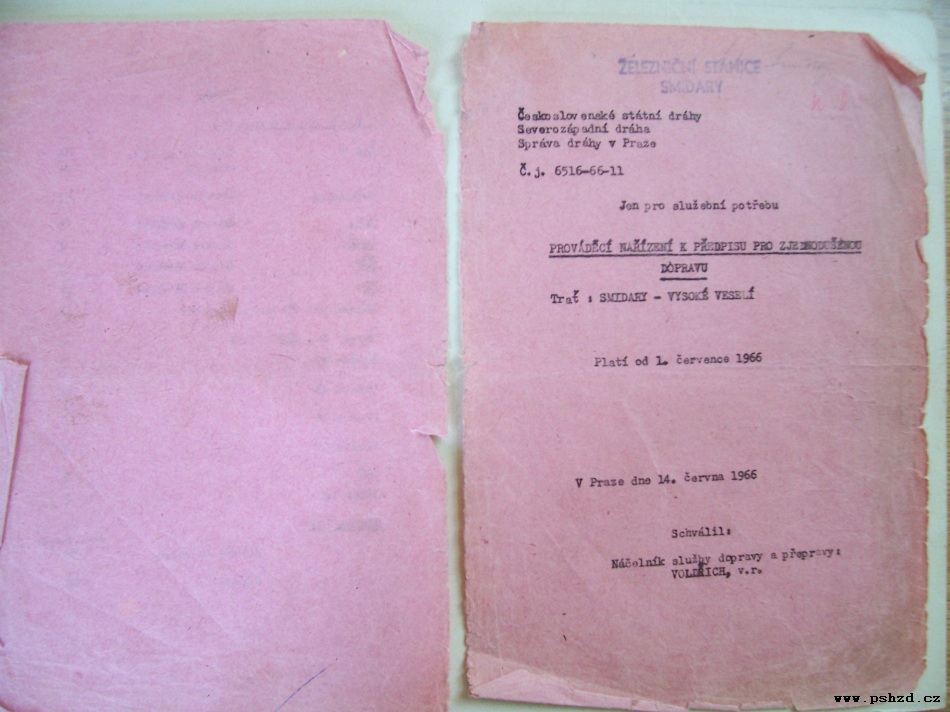 ŽELEZNIČNÍ STANICE
SMIDARY
Československé státní dráhy
Severozápadní dráha
Správa dráhy v Praze
Č.j. 6516-66-11
Jen pro služební potřebu
PROVÁDĚCÍ NAŘÍZENÍ K PŘEDPISU PRO ZJEDNODUŠENOU
DOPRAVU
Trať : SMIDARY - VYSOKÉ VESELÍ
Platí od 1. července 1966
V Praze dne 14. června 1966
Schválil:
Náčelník služby dopravy a přepravy:
VOLDŘICH, v.r.
www.pshzd.cz